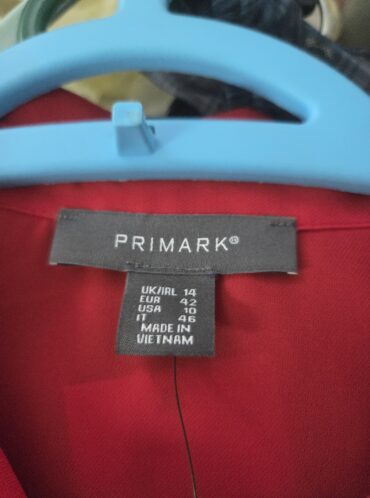 PRIMARK®
UK/IRL 14
EUR 42
USA 10
IT 46
MADE IN
VIETNAM